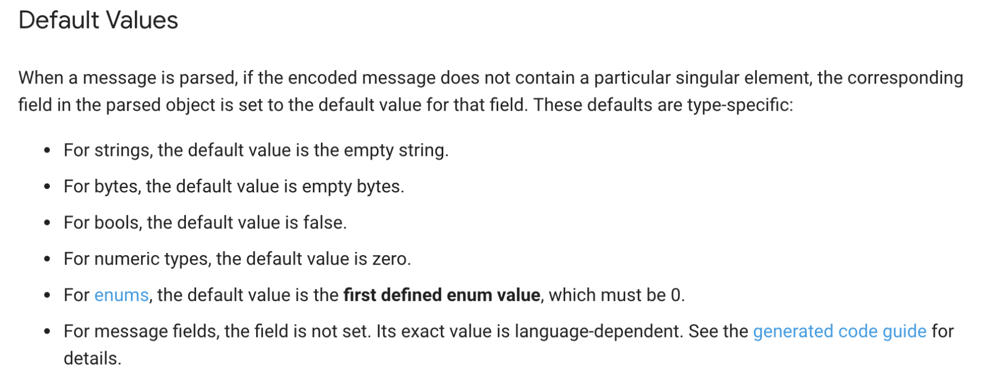 Default Values
When a message is parsed, if the encoded message does not contain a particular singular element, the corresponding
field in the parsed object is set to the default value for that field. These defaults are type-specific:
• For strings, the default value is the empty string.
• For bytes, the default value is empty bytes.
• For bools, the default value is false.
• For numeric types, the default value is zero.
• For enums, the default value is the first defined enum value, which must be 0.
• For message fields, the field is not set. Its exact value is language-dependent. See the generated code guide for
details.